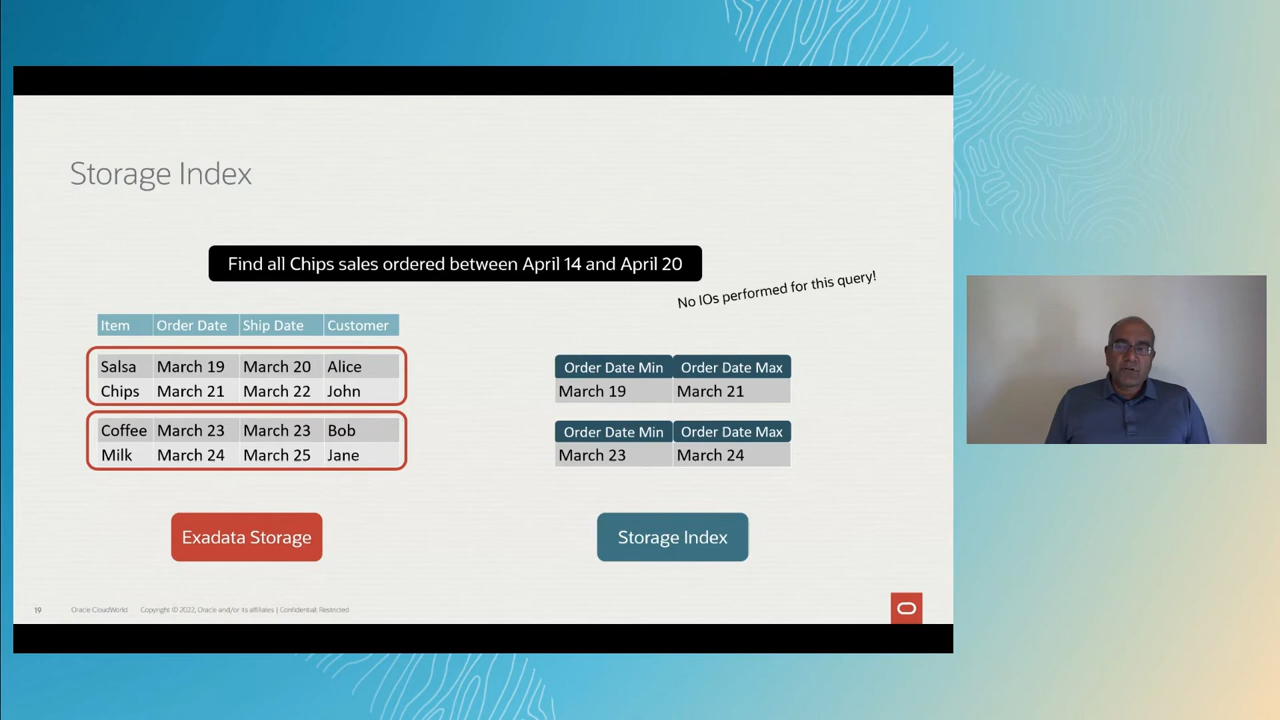 Storage Index
Find all Chips sales ordered between April 14 and April 20
No IOs performed for this query!
Item Order Date Ship Date Customer
Salsa March 19 March 20 Alice
Chips March 21 March 22 John
Coffee March 23 March 23 Bob
Milk March 24 March 25 Jane
Order Date Min Order Date Max
March 19 March 21
Order Date Min Order Date Max
March 23 March 24
Exadata Storage
Storage Index
19 Oracle CloudWorld Copyright © 2022, Oracle and/or its affiliates | Confidential: Restricted